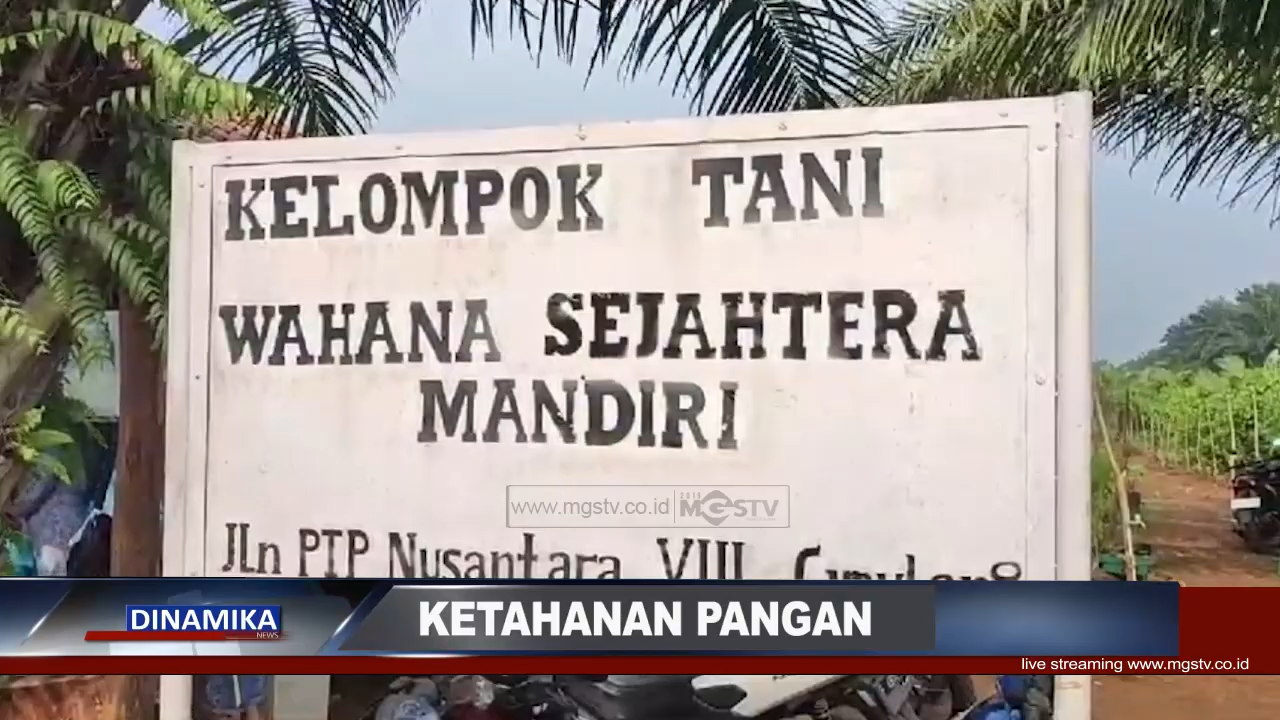 KELOMPOK TANI
WAHANA SEJAHTERA
MANDIRI
www.mgstv.co.id 2010 MGSTV
Jln PTP Nusantara VIII
DINAMIKA
NEWS
KETAHANAN PANGAN
live streaming www.mgstv.co.id